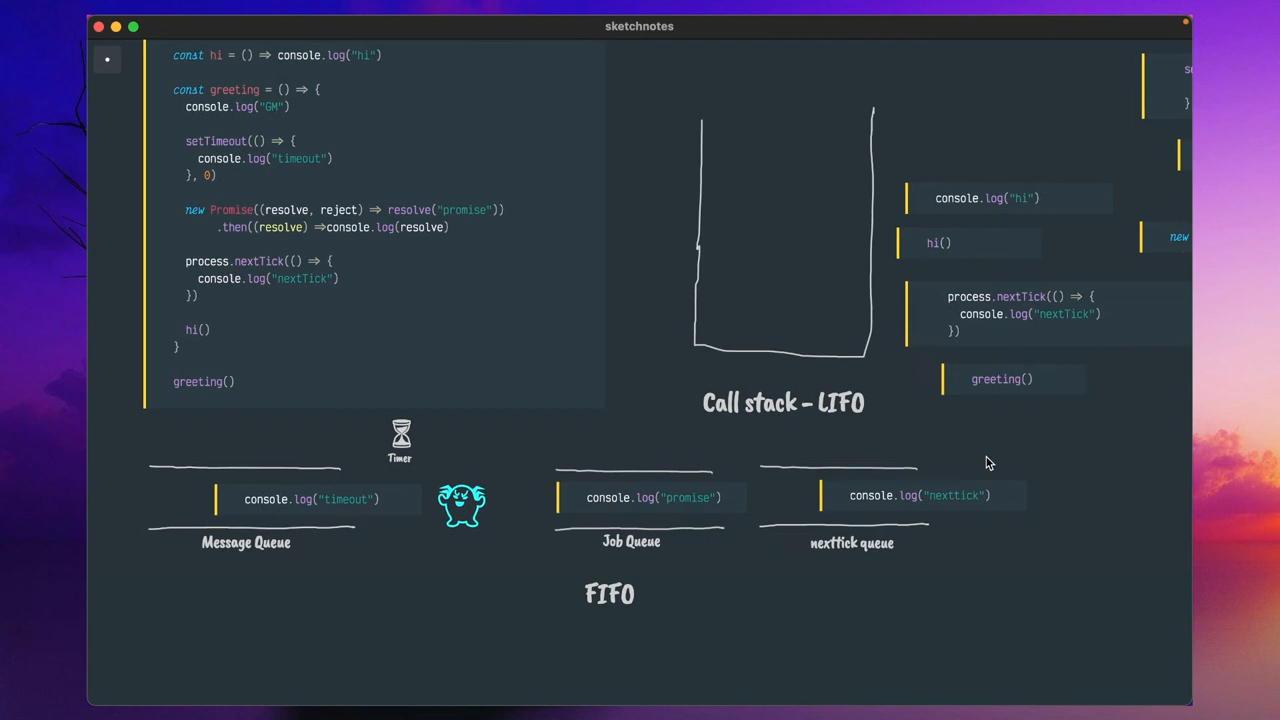 sketchnotes
const hi = () => console.log("hi")
const greeting = () => {
console.log("GM")
setTimeout(() => {
console.log("timeout")
}, 0)
new Promise((resolve, reject) => resolve("promise"))
.then((resolve) =>console.log(resolve)
process.nextTick(() => {
console.log("nextTick")
})
hi()
}
greeting()
Call stack - LIFO
}
console.log("hi")
hi()
new
process.nextTick(() => {
console.log("nextTick")
})
greeting()
Timer
console.log("timeout")
Message Queue
console.log("promise")
Job Queue
console.log("nexttick")
nexttick queue
FIFO